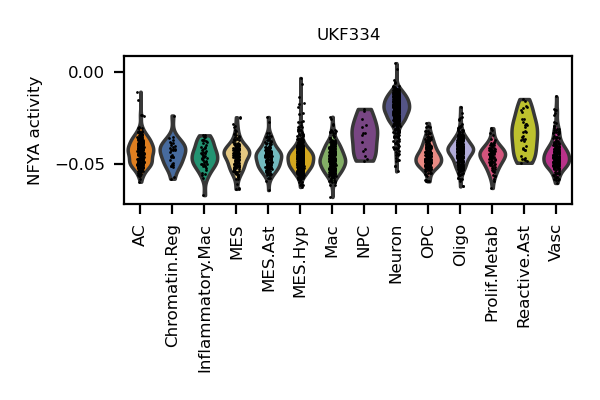 UKF334
NFYA activity
0.00
−0.05
AC
Chromatin.Reg
Inflammatory.Mac
MES
MES.Ast
MES.Hyp
Mac
NPC
Neuron
OPC
Oligo
Prolif.Metab
Reactive.Ast
Vasc